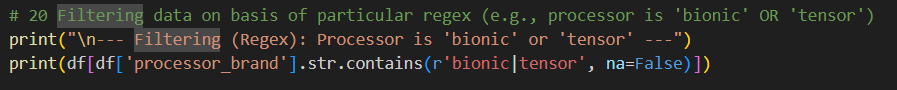 # 20 Filtering data on basis of particular regex (e.g., processor is 'bionic' OR 'tensor')
print("\n--- Filtering (Regex): Processor is 'bionic' or 'tensor' ---")
print(df[df['processor_brand'].str.contains(r'bionic|tensor', na=False)])